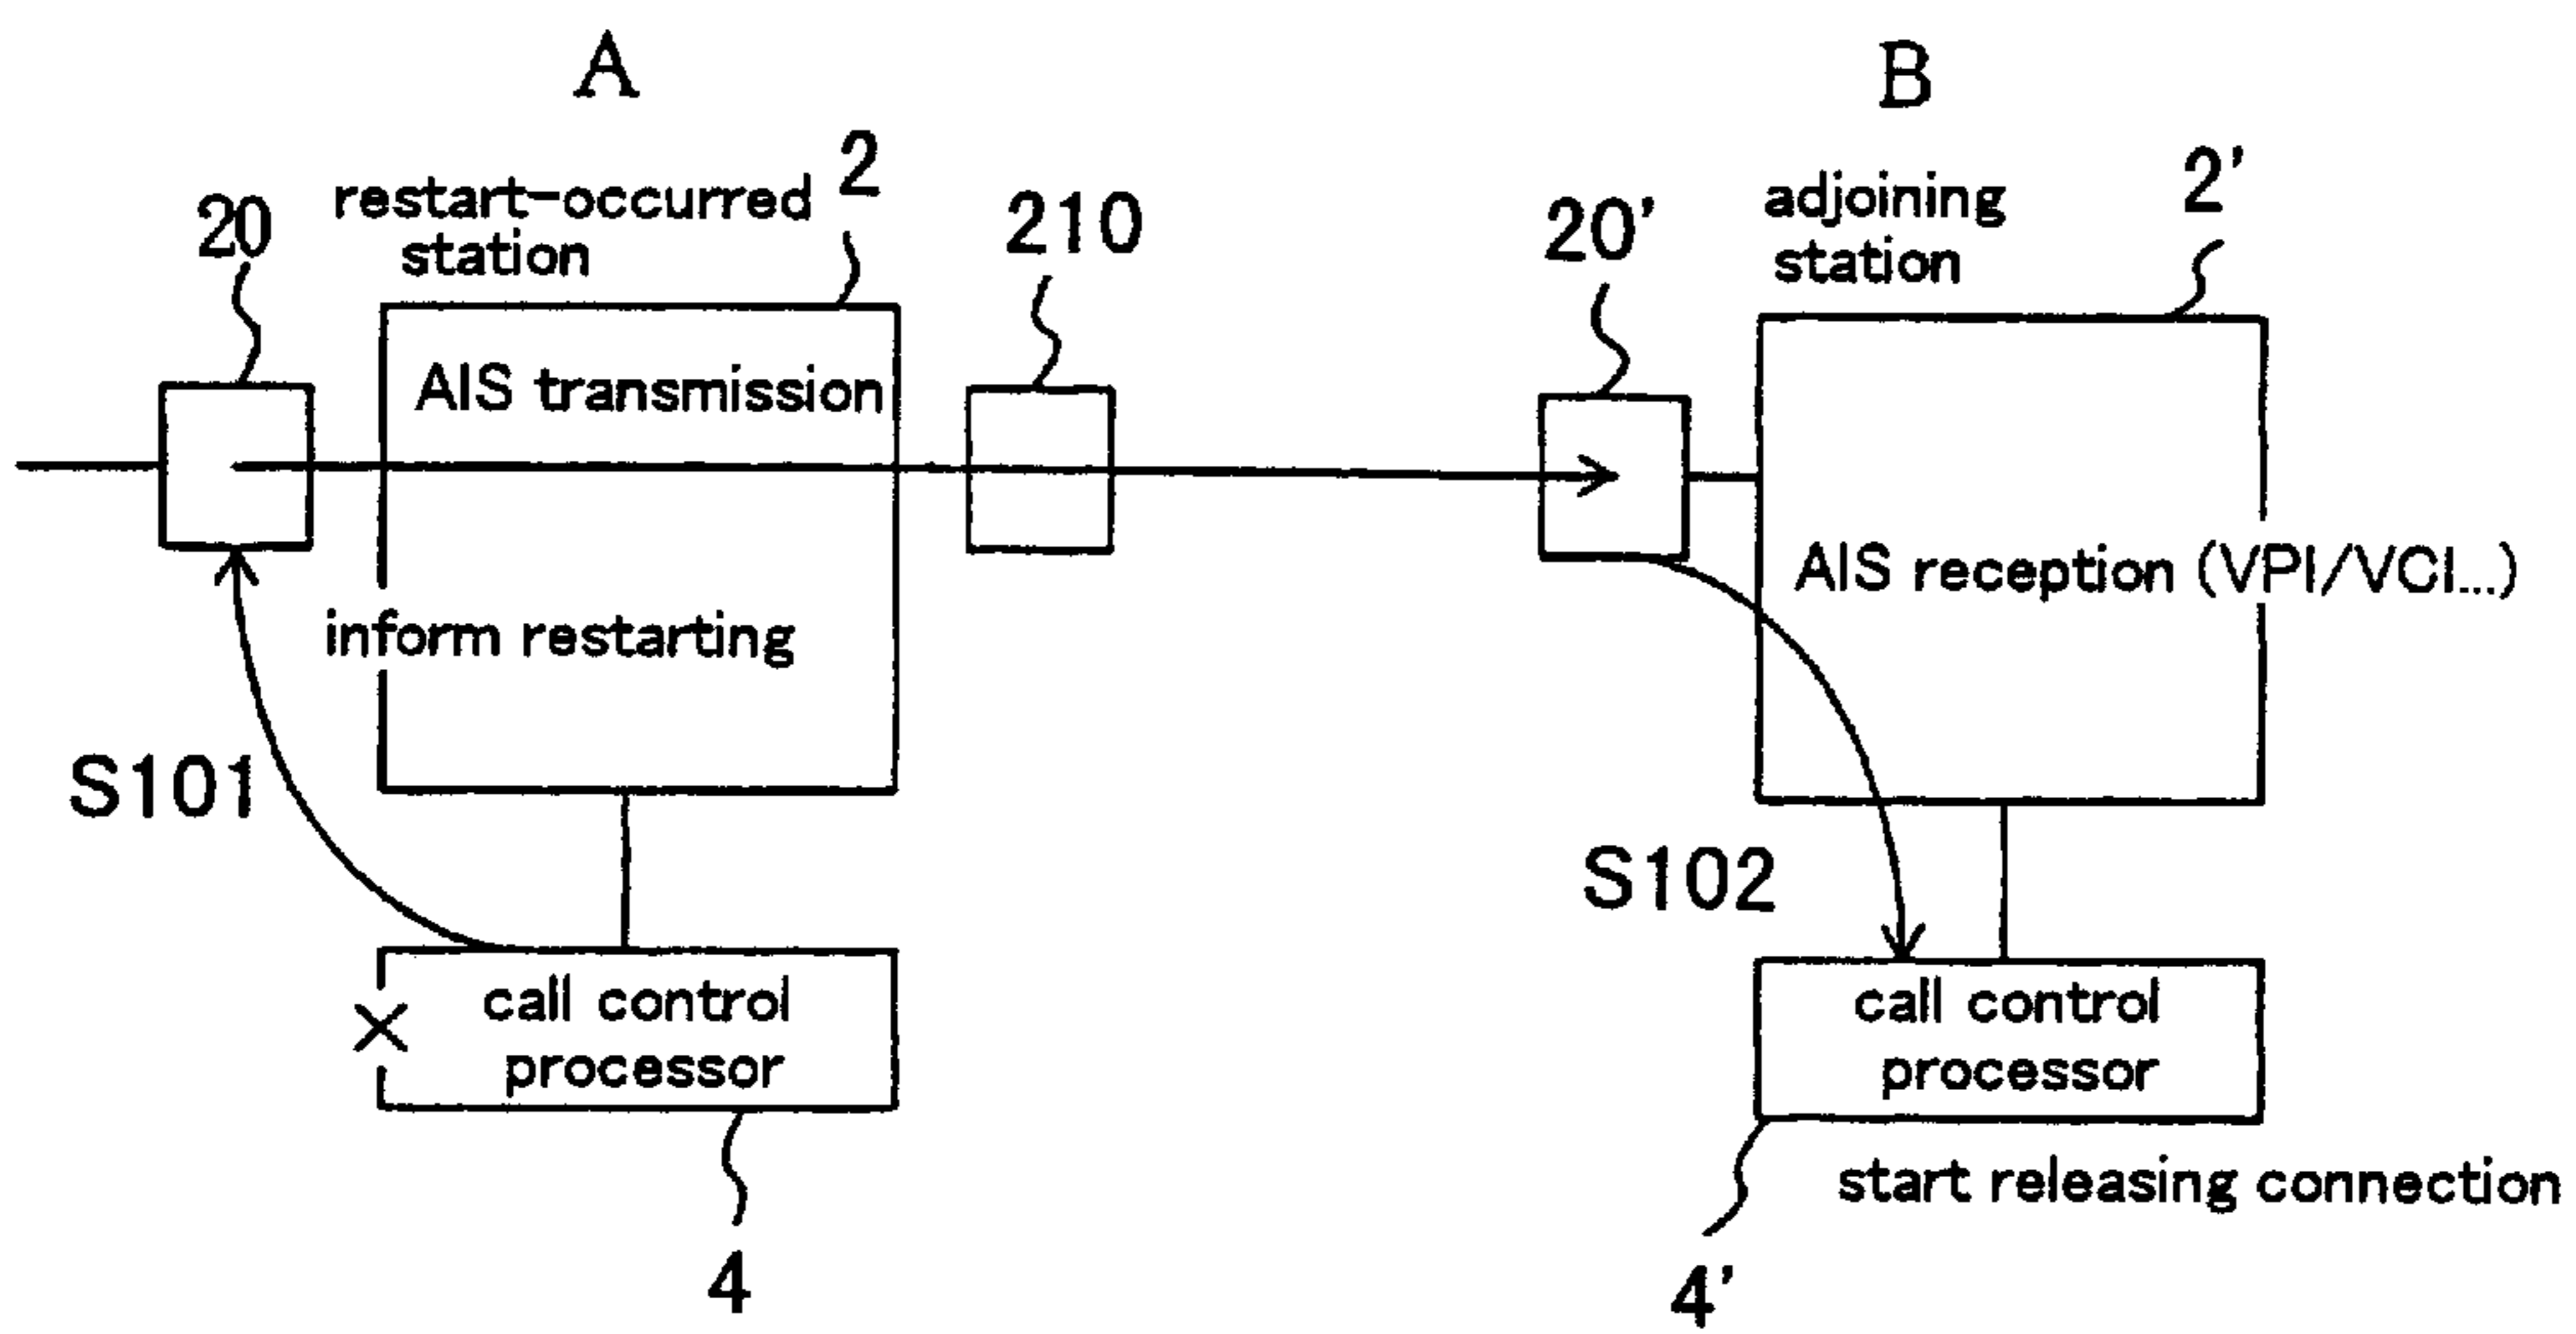 A
B
restart-occurred
station
2
20
210
20'
adjoining
station
2'
AIS transmission
AIS reception (VPI/VCI...)
inform restarting
S101
S102
call control
processor
call control
processor
start releasing connection
4
4'